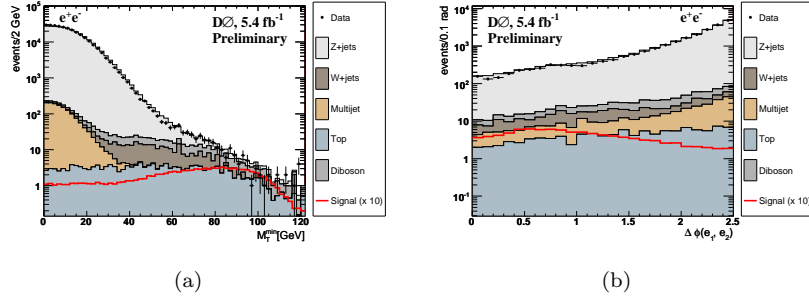 e⁺e⁻
DØ, 5.4 fb⁻¹
Preliminary
events/2 GeV
10⁵
10⁴
10³
10²
10
1
0 20 40 60 80 100 120
M_T^min [GeV]
Data
Z+jets
W+jets
Multijet
Top
Diboson
Signal (x 10)
(a)
DØ, 5.4 fb⁻¹
Preliminary
e⁺e⁻
events/0.1 rad
10⁴
10³
10²
10
1
10⁻¹
0 0.5 1 1.5 2 2.5
Δ ϕ(e₁, e₂)
Data
Z+jets
W+jets
Multijet
Top
Diboson
Signal (x 10)
(b)